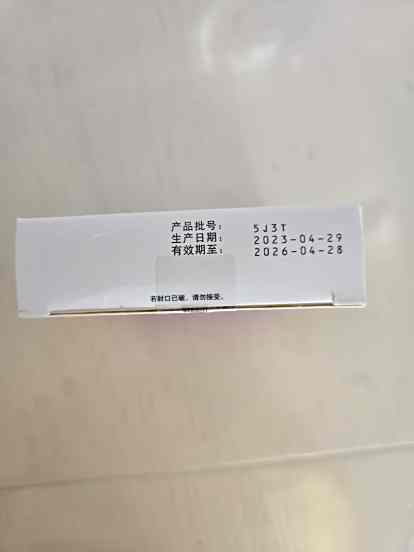 产品批号: 5J3T
生产日期: 2023-04-29
有效期至: 2026-04-28
若封口已破，请勿接受。